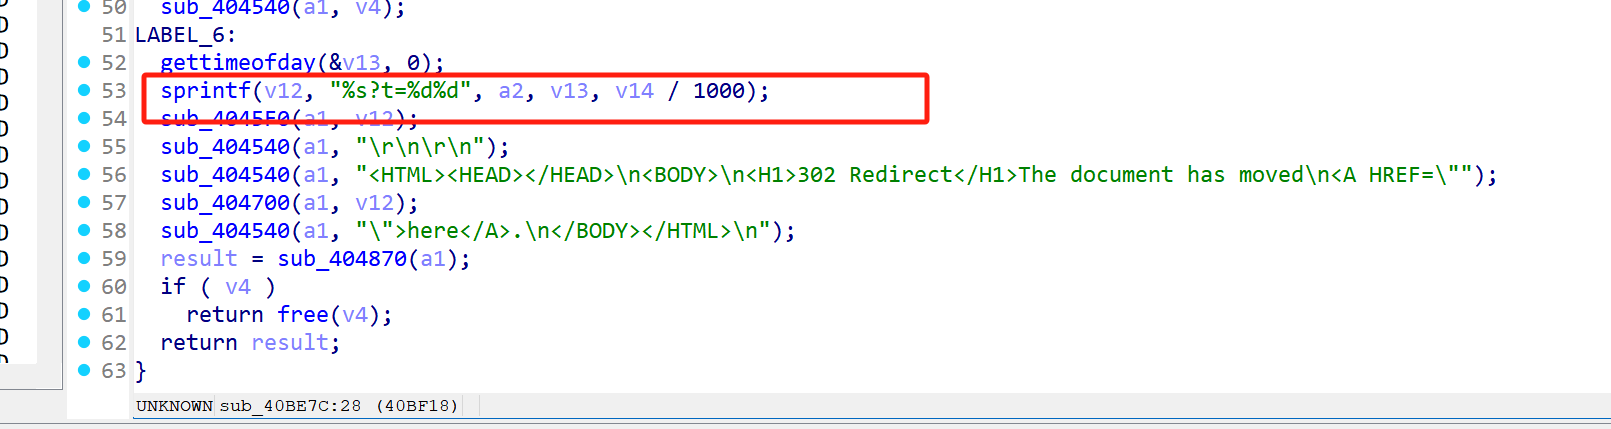 50 sub_404540(a1, v4);
51 LABEL_6:
52 gettimeofday(&v13, 0);
53 sprintf(v12, "%s?t=%d%d", a2, v13, v14 / 1000);
54 sub_4045F0(a1, v12);
55 sub_404540(a1, "\r\n\r\n");
56 sub_404540(a1, "<HTML><HEAD></HEAD>\n<BODY>\n<H1>302 Redirect</H1>The document has moved\n<A HREF=\"");
57 sub_404700(a1, v12);
58 sub_404540(a1, "\">here</A>.\n</BODY></HTML>\n");
59 result = sub_404870(a1);
60 if ( v4 )
61 return free(v4);
62 return result;
63 }
UNKNOWN sub_40BE7C:28 (40BF18)